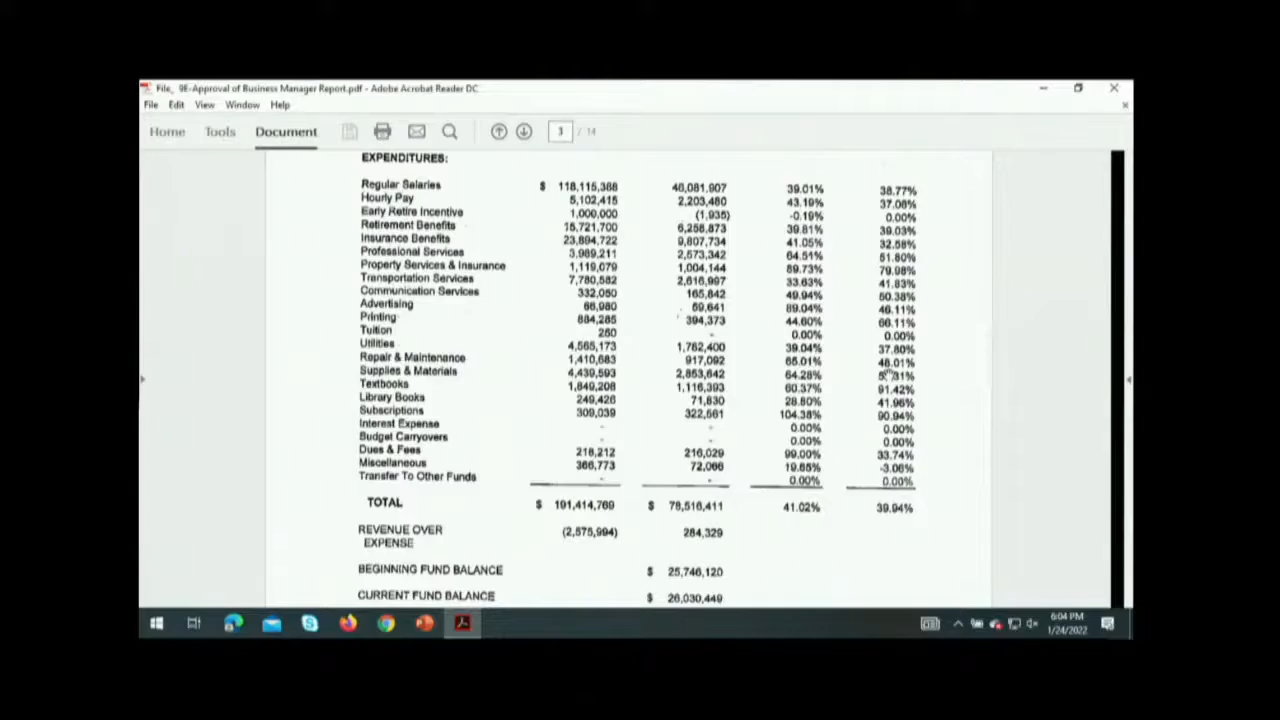 File_ 9E-Approval of Business Manager Report.pdf - Adobe Acrobat Reader DC
File Edit View Window Help
Home Tools Document 3 / 14
EXPENDITURES:
Regular Salaries $ 118,115,368 46,081,907 39.01% 38.77%
Hourly Pay 5,102,415 2,203,480 43.19% 37.08%
Early Retire Incentive 1,000,000 (1,935) -0.19% 0.00%
Retirement Benefits 15,721,700 6,258,873 39.81% 39.03%
Insurance Benefits 23,894,722 9,807,734 41.05% 32.58%
Professional Services 3,989,211 2,573,342 64.51% 51.80%
Property Services & Insurance 1,119,079 1,004,144 89.73% 79.98%
Transportation Services 7,780,582 2,616,997 33.63% 41.83%
Communication Services 332,050 165,842 49.94% 50.38%
Advertising 66,980 59,641 89.04% 46.11%
Printing 884,285 394,373 44.60% 66.11%
Tuition 250 - 0.00% 0.00%
Utilities 4,565,173 1,782,400 39.04% 37.80%
Repair & Maintenance 1,410,683 917,092 65.01% 46.01%
Supplies & Materials 4,439,593 2,853,642 64.28%
Textbooks 1,849,208 1,116,393 60.37% 91.42%
Library Books 249,426 71,830 28.80% 41.96%
Subscriptions 309,039 322,561 104.38% 90.94%
Interest Expense - - 0.00% 0.00%
Budget Carryovers - - 0.00% 0.00%
Dues & Fees 218,212 216,029 99.00% 33.74%
Miscellaneous 366,773 72,066 19.65% -3.06%
Transfer To Other Funds - - 0.00% 0.00%
TOTAL $ 191,414,769 $ 78,516,411 41.02% 39.94%
REVENUE OVER (2,575,994) 284,329
EXPENSE
BEGINNING FUND BALANCE $ 25,746,120
CURRENT FUND BALANCE $ 26,030,449
6:04 PM
1/24/2022